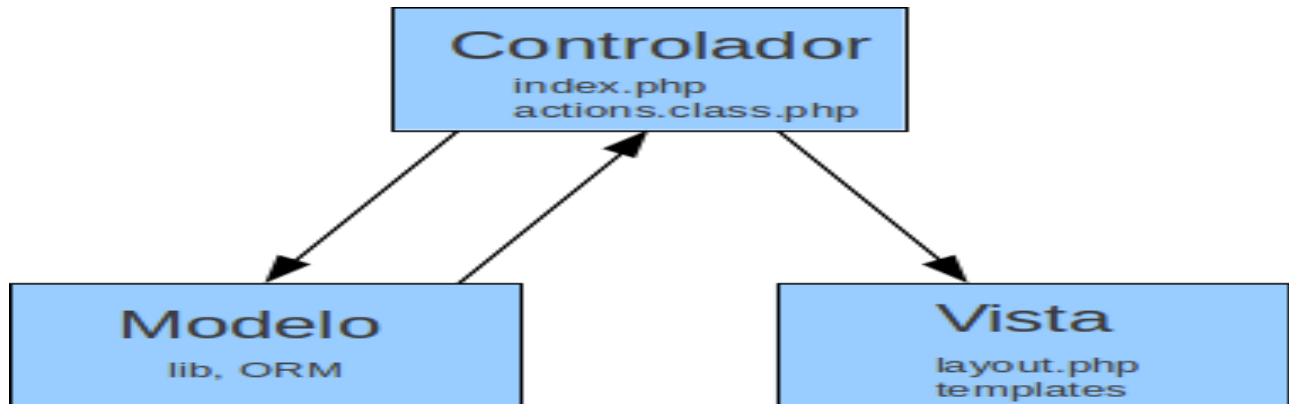 Controlador
index.php
actions.class.php
Modelo
lib, ORM
Vista
layout.php
templates